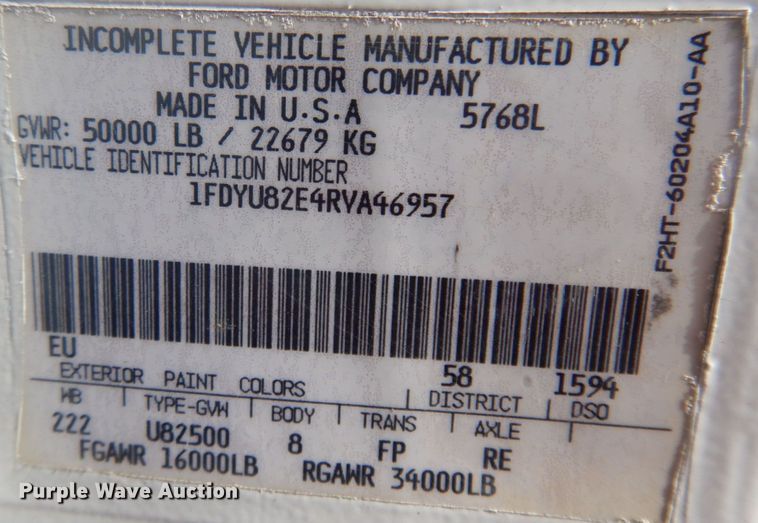 INCOMPLETE VEHICLE MANUFACTURED BY
FORD MOTOR COMPANY
MADE IN U.S.A 5768L
GVWR: 50000 LB / 22679 KG
VEHICLE IDENTIFICATION NUMBER
1FDYU82E4RVA46957
F2HT-60204A10-AA
EU 58 1594
EXTERIOR PAINT COLORS DISTRICT DSO
WB TYPE-GVW BODY TRANS AXLE
222 U82500 8 FP RE
FGAWR 16000LB RGAWR 34000LB
Purple Wave Auction